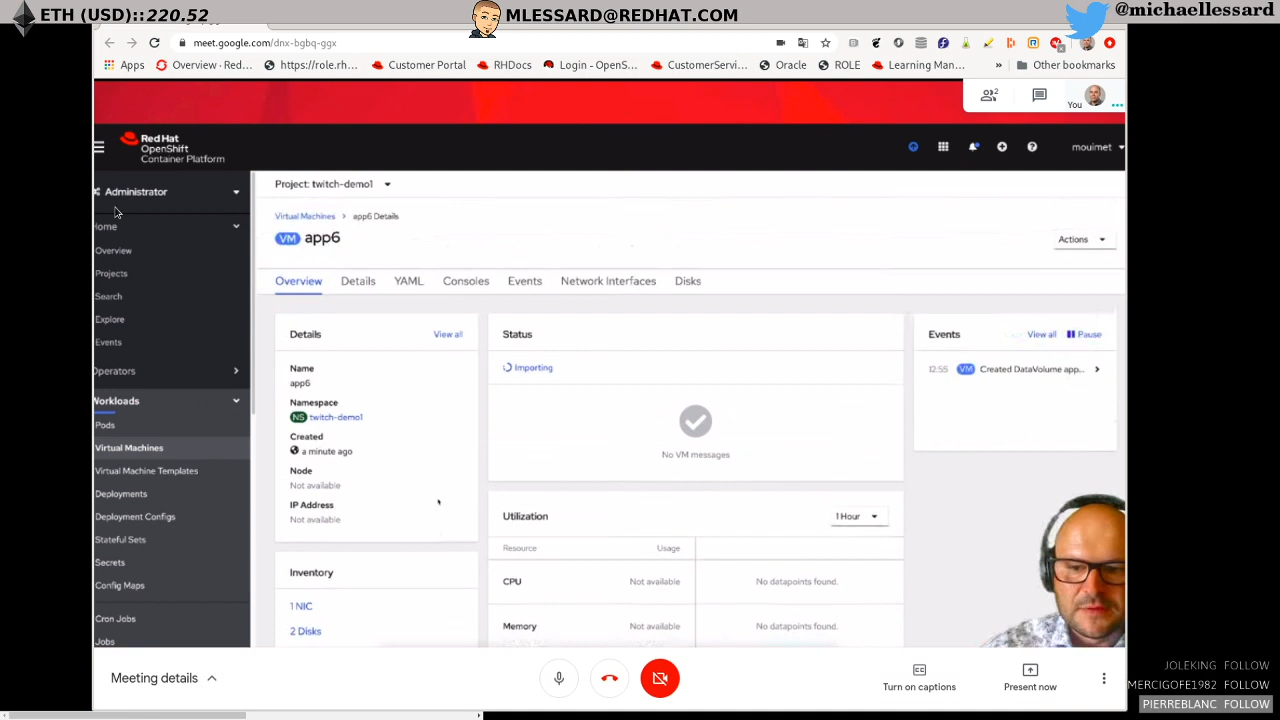 ETH (USD)::220.52
MLESSARD@REDHAT.COM
@michaellessard
meet.google.com/dnx-bgbq-ggx
Apps
Overview · Red...
https://role.rh...
Customer Portal
RHDocs
Login - OpenS...
CustomerServi...
Oracle
ROLE
Learning Man...
»
Other bookmarks
2
You
Red Hat
OpenShift
Container Platform
mouimet
Administrator
Home
Overview
Projects
Search
Explore
Events
Operators
Workloads
Pods
Virtual Machines
Virtual Machine Templates
Deployments
Deployment Configs
Stateful Sets
Secrets
Config Maps
Cron Jobs
Jobs
Project: twitch-demo1
Virtual Machines > app6 Details
VM app6
Actions
Overview
Details
YAML
Consoles
Events
Network Interfaces
Disks
Details
View all
Name
app6
Namespace
NS twitch-demo1
Created
a minute ago
Node
Not available
IP Address
Not available
Inventory
1 NIC
2 Disks
Status
Importing
No VM messages
Utilization
1 Hour
Resource Usage
CPU Not available No datapoints found.
Memory Not available No datapoints found.
Events
View all
Pause
12:55 VM Created DataVolume app...
Meeting details
CC
Turn on captions
Present now
JOLEKING FOLLOW
MERCIGOFE1982 FOLLOW
PIERREBLANC FOLLOW